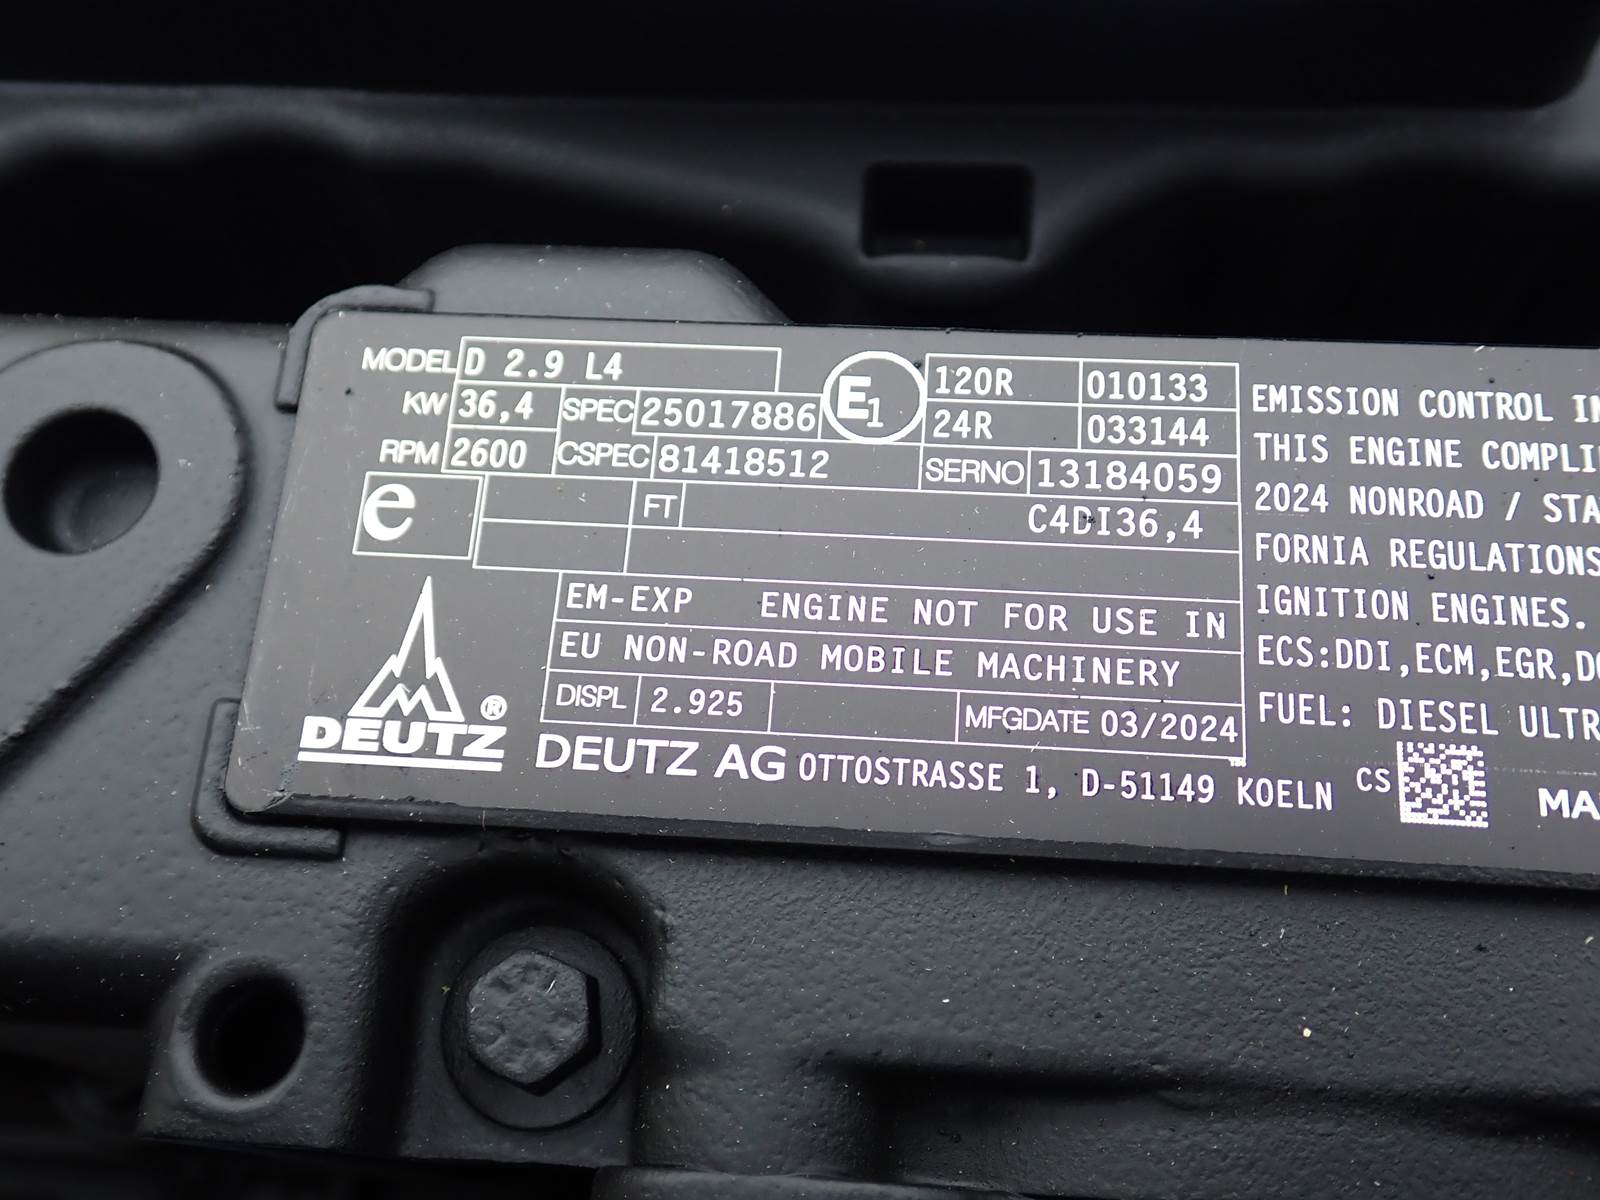 MODEL D 2.9 L4
KW 36,4 SPEC 25017886
RPM 2600 CSPEC 81418512
E1
120R 010133
24R 033144
SERNO 13184059
e
FT C4DI36,4
EM-EXP ENGINE NOT FOR USE IN
EU NON-ROAD MOBILE MACHINERY
DISPL 2.925 MFGDATE 03/2024
DEUTZ ®
DEUTZ AG OTTOSTRASSE 1, D-51149 KOELN
EMISSION CONTROL
THIS ENGINE
2024 NONROAD /
FORNIA REGULATIONS
IGNITION ENGINES.
ECS:DDI,ECM,EGR,
FUEL: DIESEL
CS